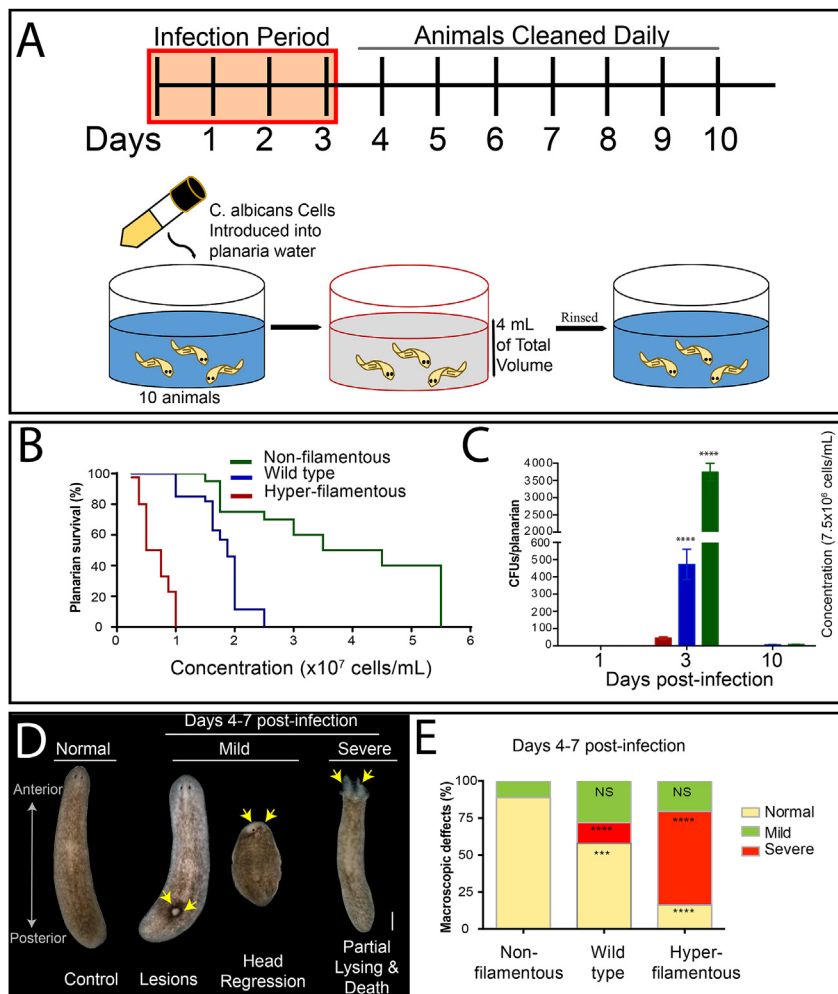 A
Infection Period
Animals Cleaned Daily
Days 1 2 3 4 5 6 7 8 9 10
C. albicans Cells
Introduced into
planaria water
4 mL
of Total
Volume
Rinsed
10 animals
B
Non-filamentous
Wild type
Hyper-filamentous
Planarian survival (%)
100
80
60
40
20
0
0 1 2 3 4 5 6
Concentration (x10⁷ cells/mL)
C
CFUs/planarian
4000
3500
3000
2500
2000
600
500
400
300
200
100
0
****
****
1 3 10
Days post-infection
Concentration (7.5x10⁶ cells/mL)
D
Days 4-7 post-infection
Normal Mild Severe
Anterior
Posterior
Control
Lesions
Head
Regression
Partial
Lysing &
Death
E
Days 4-7 post-infection
Macroscopic deffects (%)
100
75
50
25
0
NS
****
***
NS
****
****
Normal
Mild
Severe
Non-
filamentous
Wild
type
Hyper-
filamentous